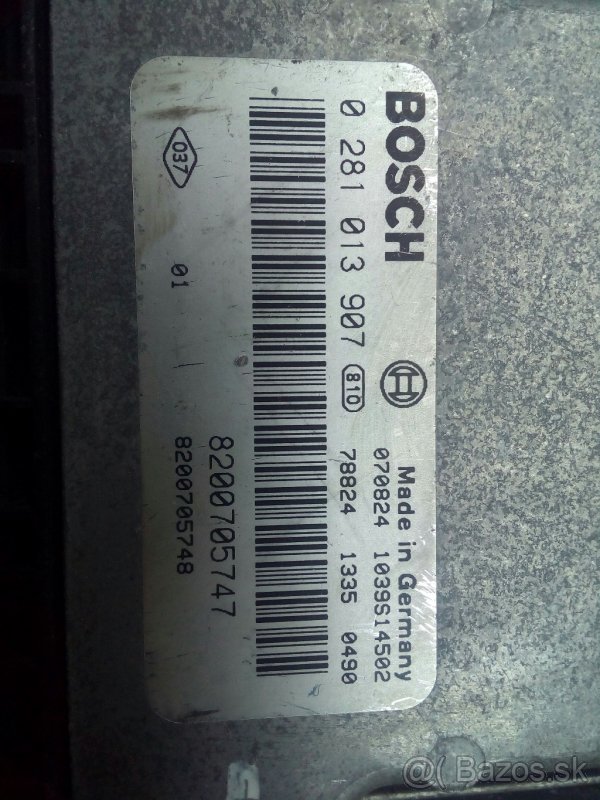 BOSCH
Made in Germany
070824 1039S14502
0 281 013 907 810 78824 1335 0490
8200705747
037 01 8200705748
@( Bazos.sk